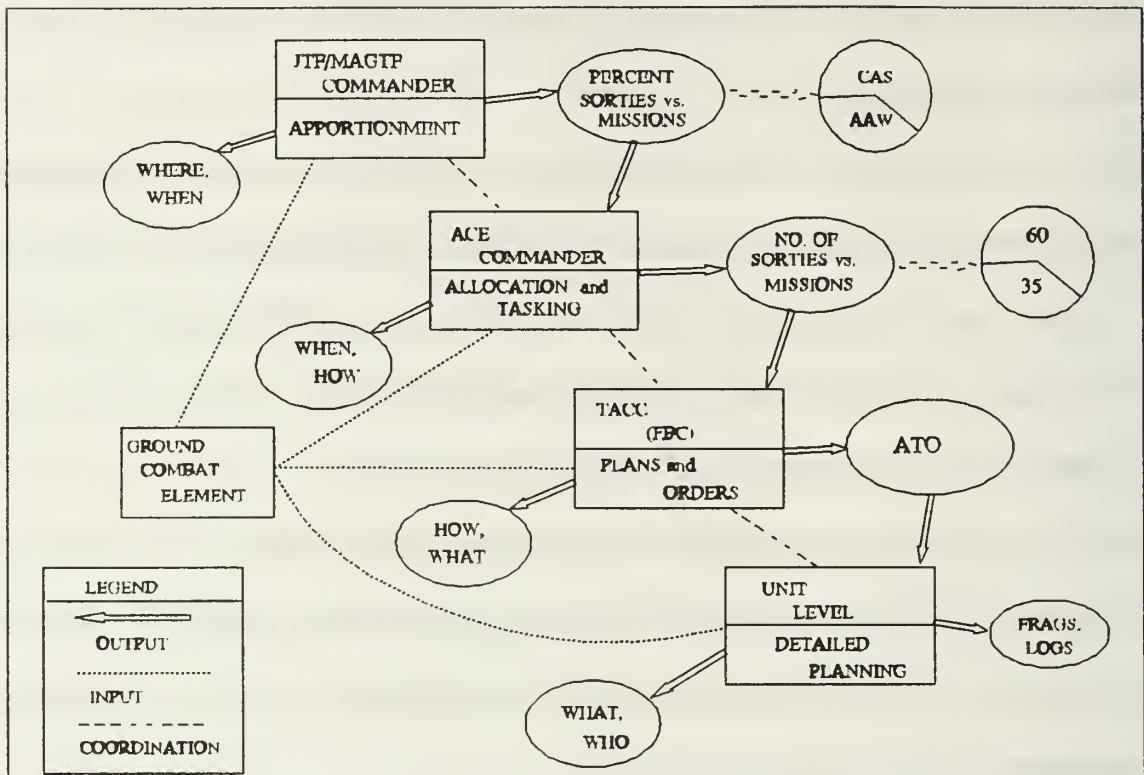 JTF/MAGTF
COMMANDER
APPORTIONMENT
PERCENT
SORTIES vs.
MISSIONS
CAS
AAW
WHERE,
WHEN
ACE
COMMANDER
ALLOCATION and
TASKING
NO. OF
SORTIES vs.
MISSIONS
60
35
WHEN,
HOW
TACC
(FBC)
PLANS and
ORDERS
ATO
GROUND
COMBAT
ELEMENT
HOW,
WHAT
UNIT
LEVEL
DETAILED
PLANNING
FRAGS,
LOGS
WHAT,
WHO
LEGEND
OUTPUT
INPUT
COORDINATION